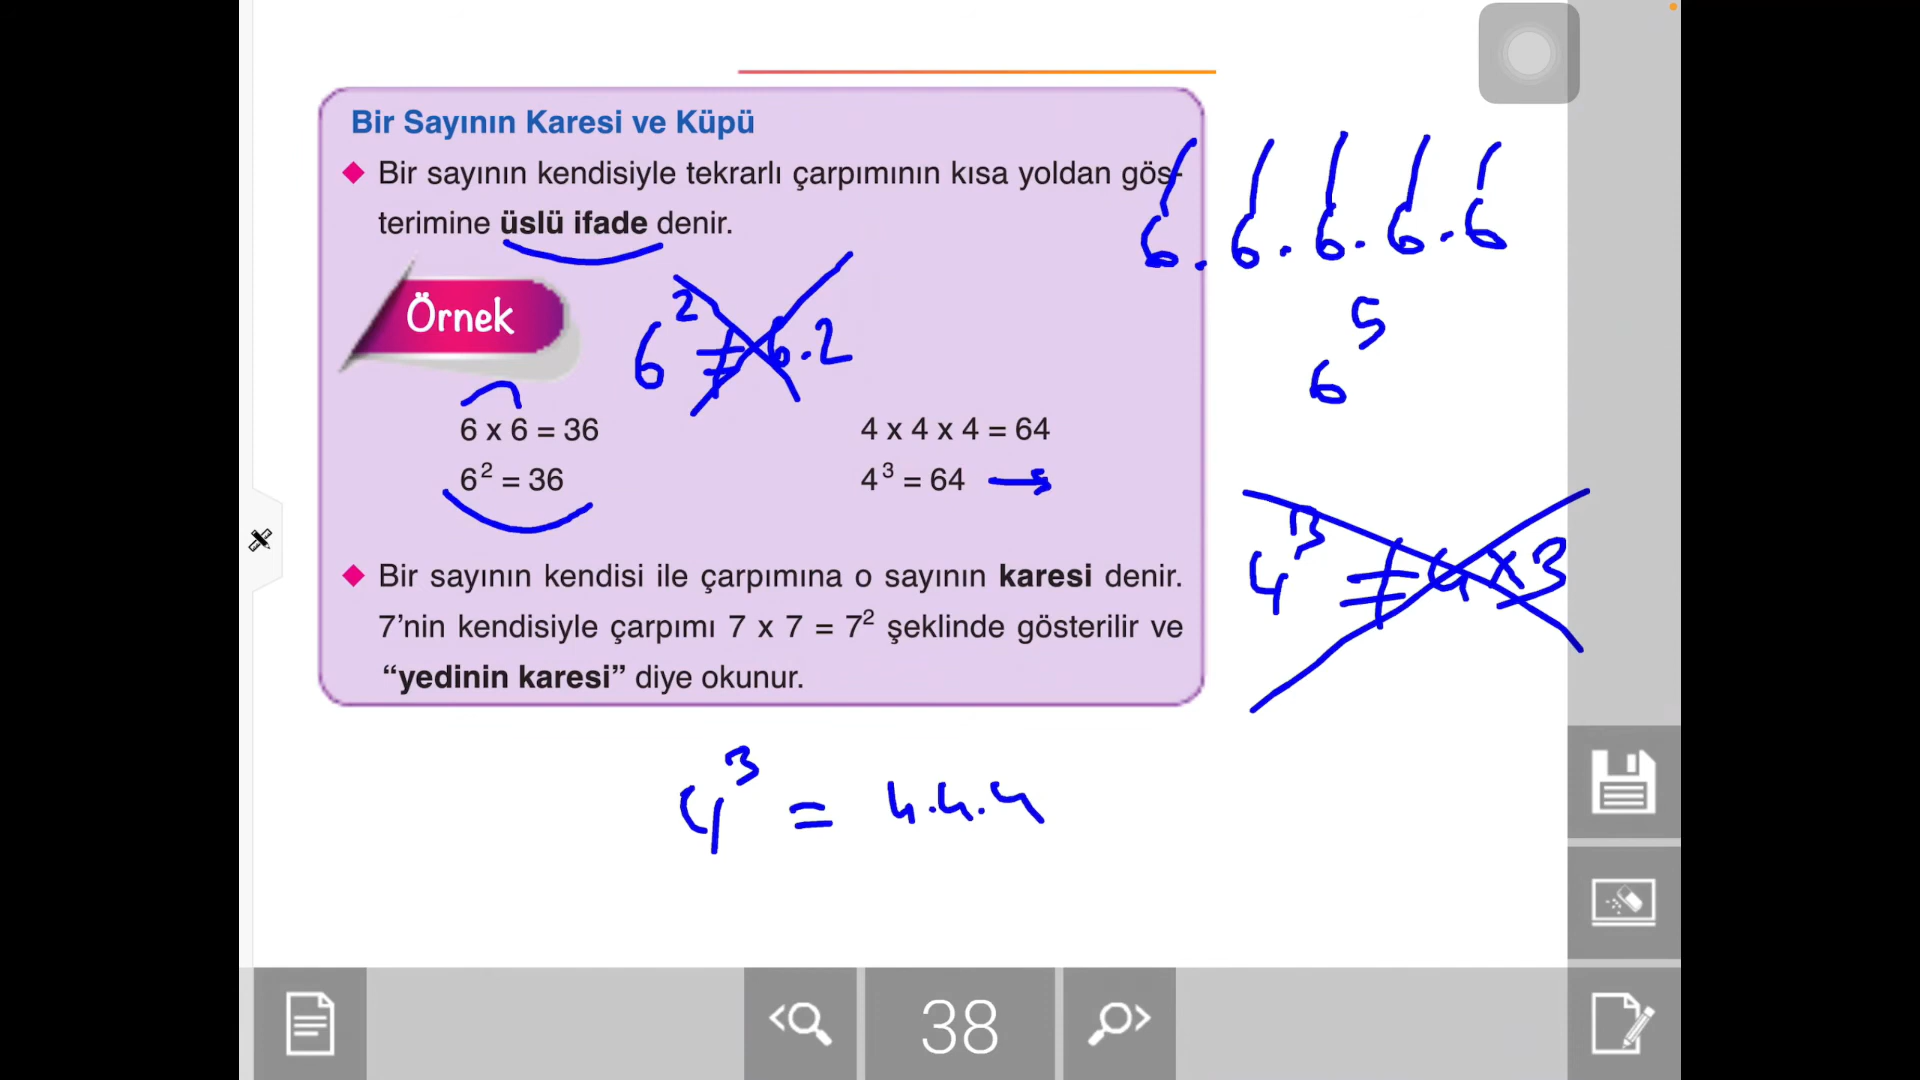 Bir Sayının Karesi ve Küpü
Bir sayının kendisiyle tekrarlı çarpımının kısa yoldan gös-
terimine üslü ifade denir.
6 . 6 . 6 . 6 . 6
6⁵
Örnek
6² ≠ 6 . 2
6 x 6 = 36
6² = 36
4 x 4 x 4 = 64
4³ = 64 →
4³ ≠ 4 x 3
Bir sayının kendisi ile çarpımına o sayının karesi denir.
7’nin kendisiyle çarpımı 7 x 7 = 7² şeklinde gösterilir ve
“yedinin karesi” diye okunur.
4³ = 4 . 4 . 4
38